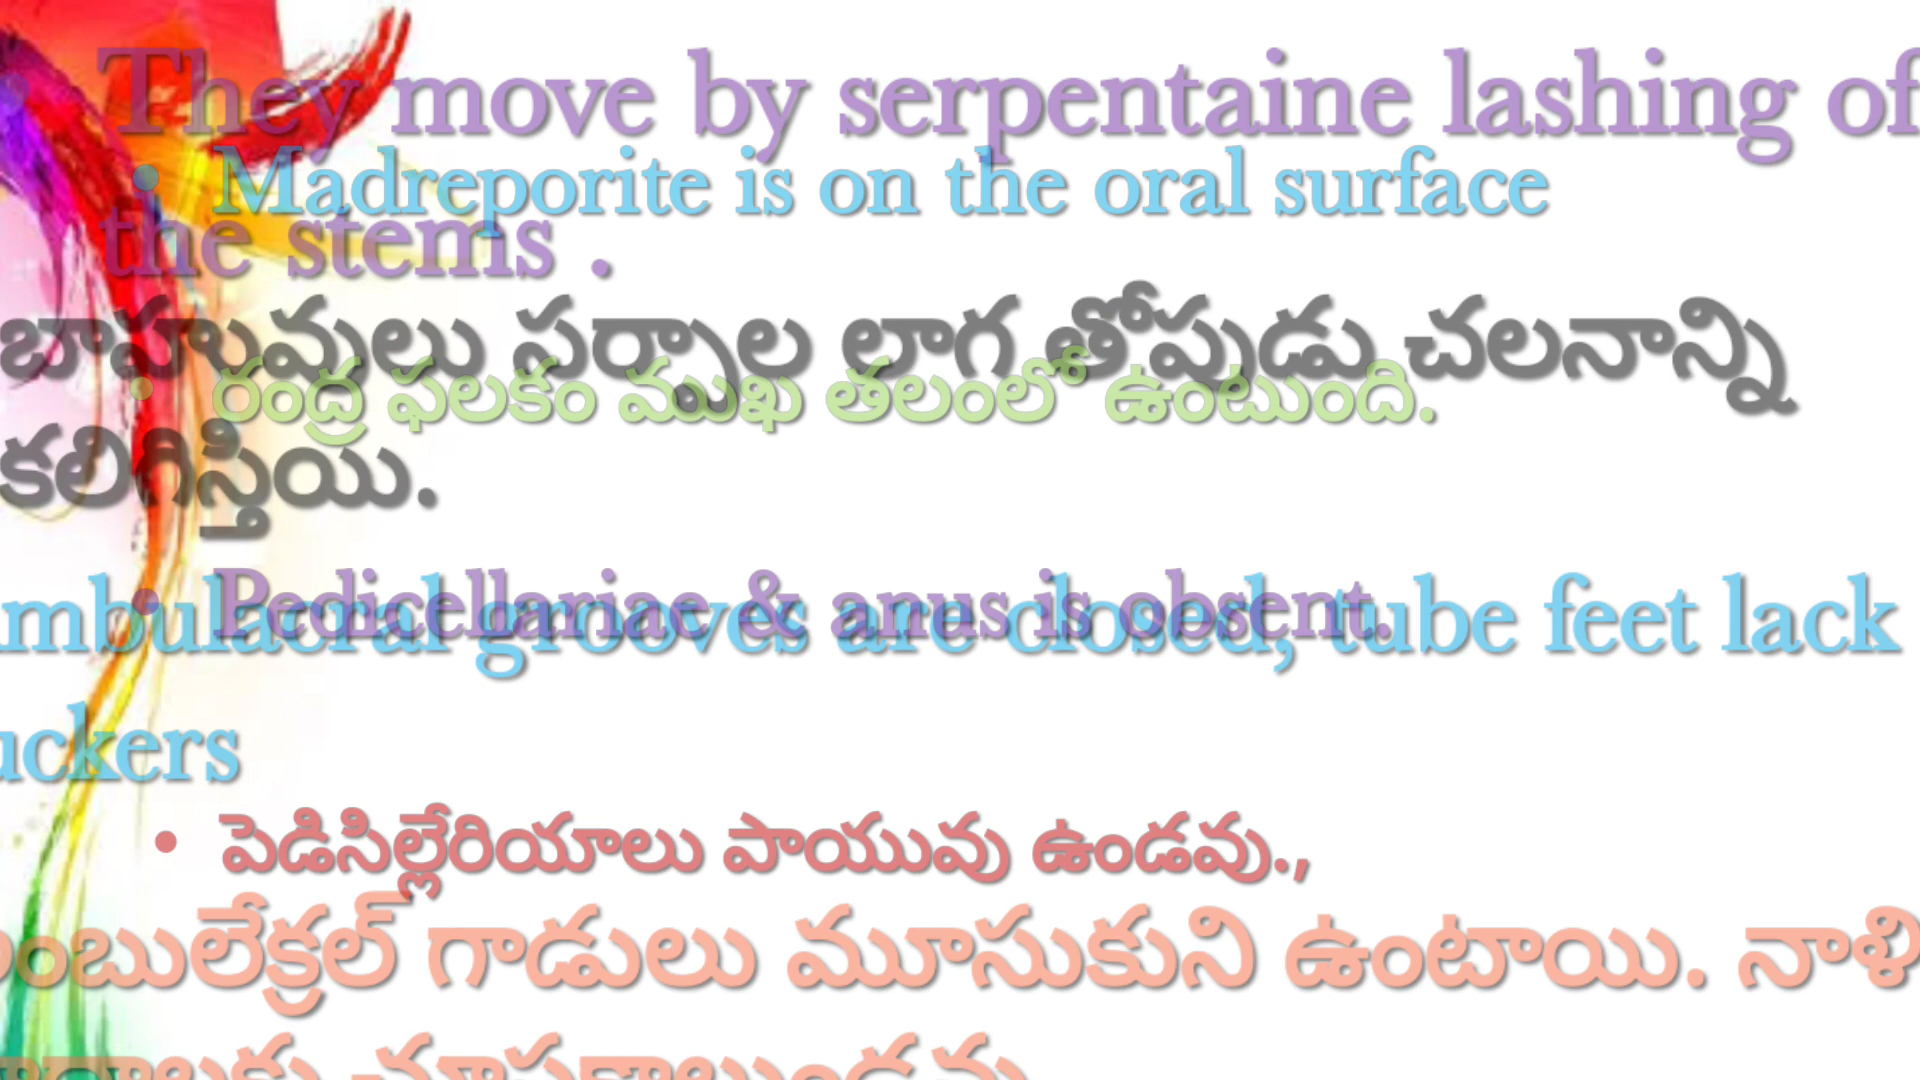 They move by serpentaine lashing of
• Madreporite is on the oral surface
the stems .
బాహువులు సర్పాల లాగ తోపుడు చలనాన్ని
• రంధ్ర ఫలకం ముఖ తలంలో ఉంటుంది.
కలిగిస్తియి.
• Pedicellariae & anus is obsent.
mbulacral grooves are closed, tube feet lack
uckers
• పెడిసిల్లేరియాలు పాయువు ఉండవు.,
ంబులేక్రల్ గాడులు మూసుకుని ఉంటాయి. నాళి